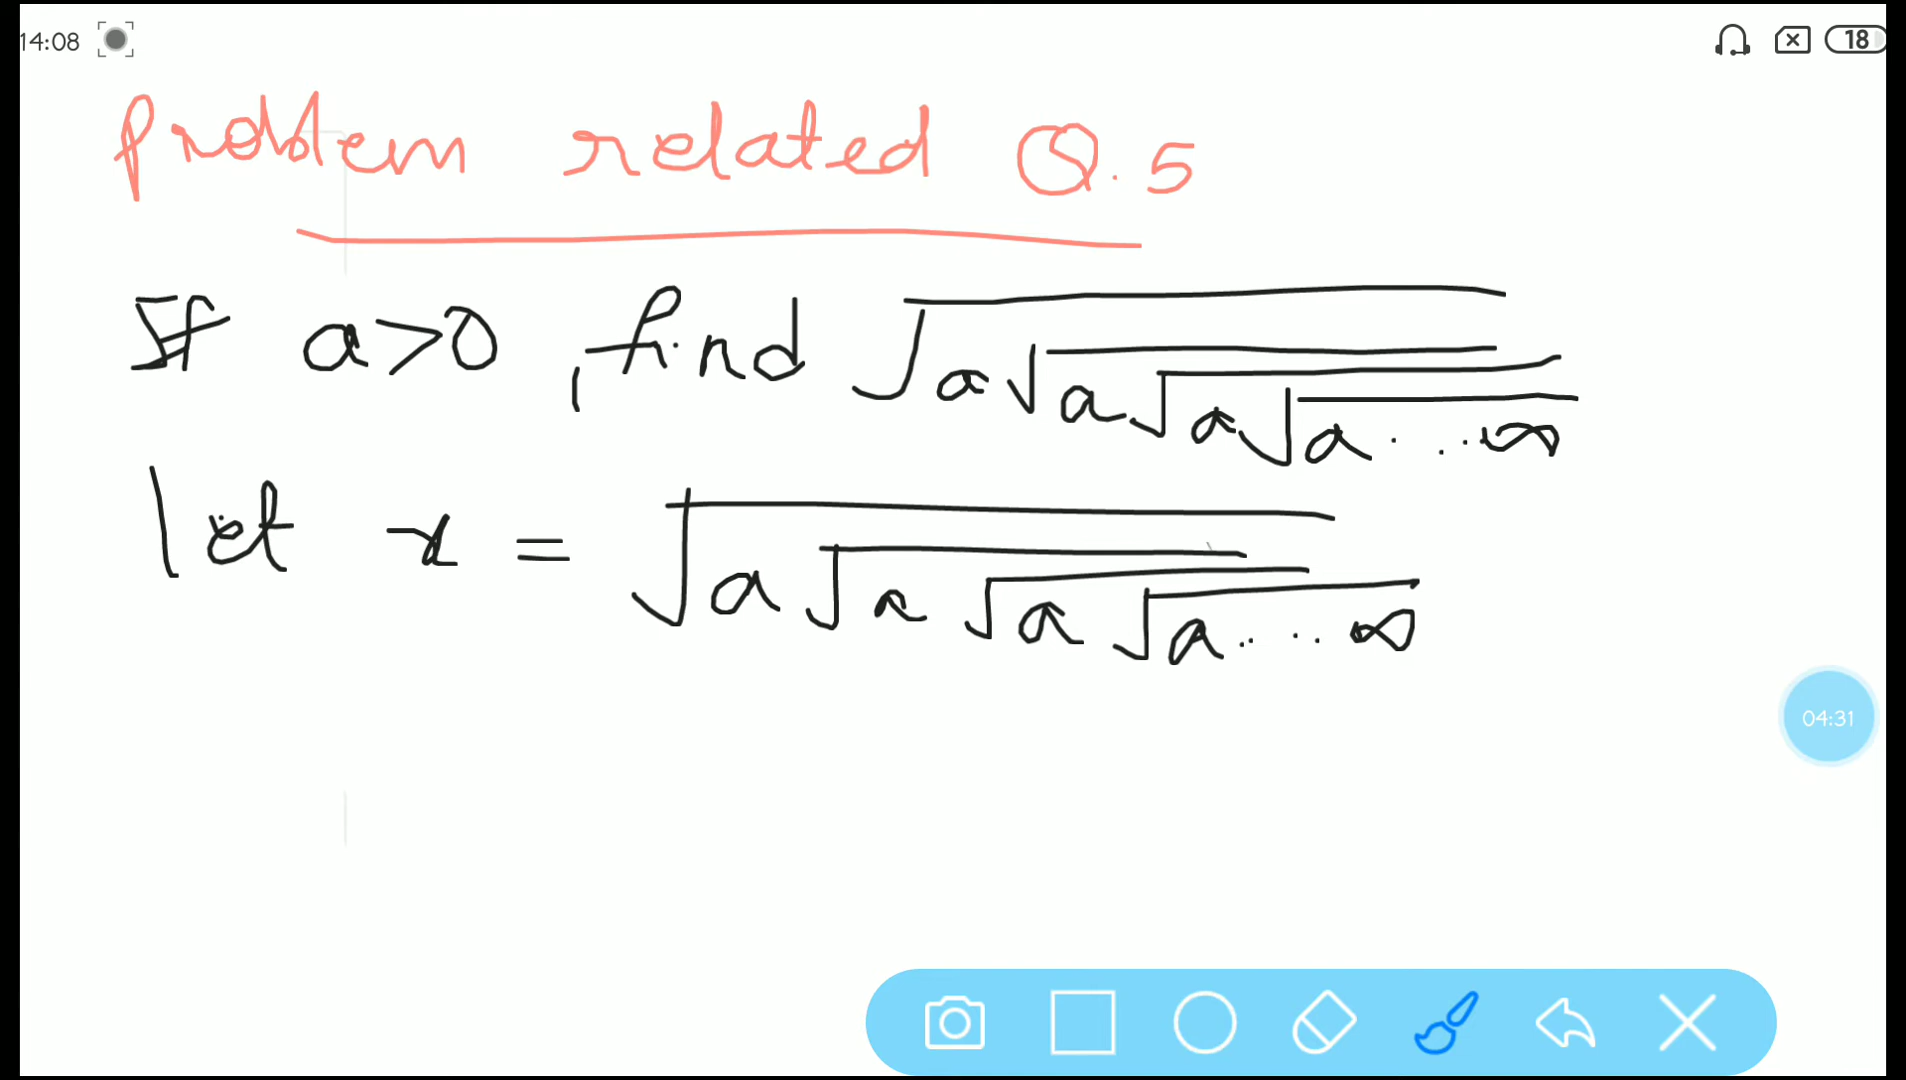 14:08 18
Problem related Q.5
If a>0, find √a√a√a√a...∞
let x = √a√a√a√a....∞
04:31